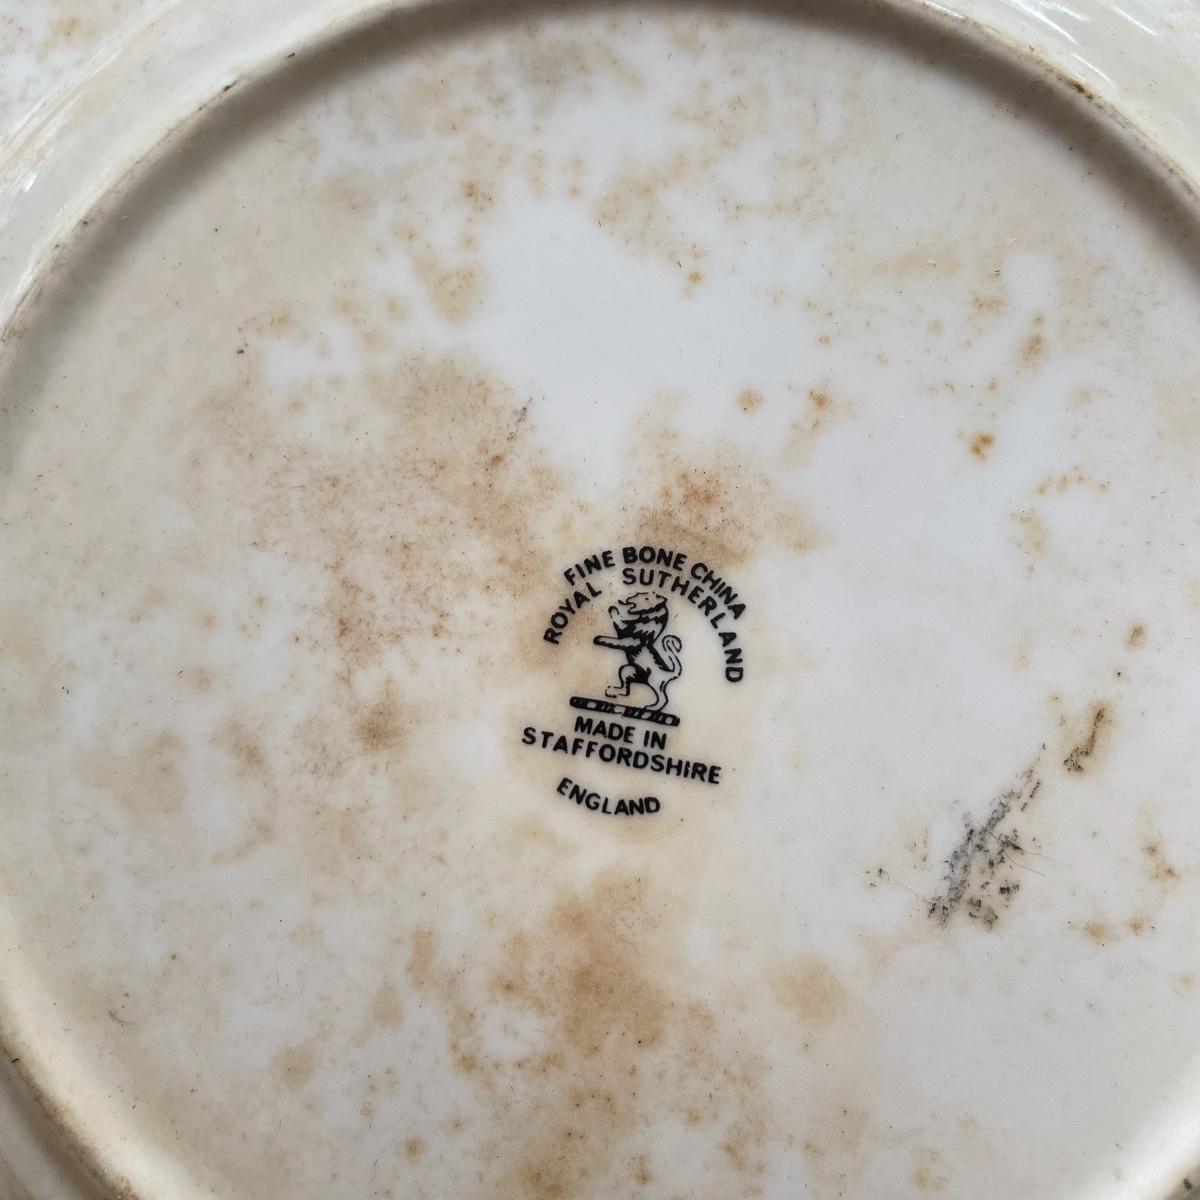 FINE BONE CHINA
ROYAL SUTHERLAND
MADE IN
STAFFORDSHIRE
ENGLAND